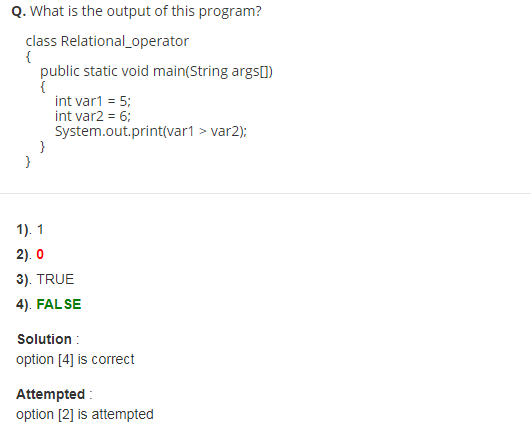 Q. What is the output of this program?
class Relational_operator
{
public static void main(String args[])
{
int var1 = 5;
int var2 = 6;
System.out.print(var1 > var2);
}
}
1). 1
2). 0
3). TRUE
4). FALSE
Solution :
option [4] is correct
Attempted :
option [2] is attempted